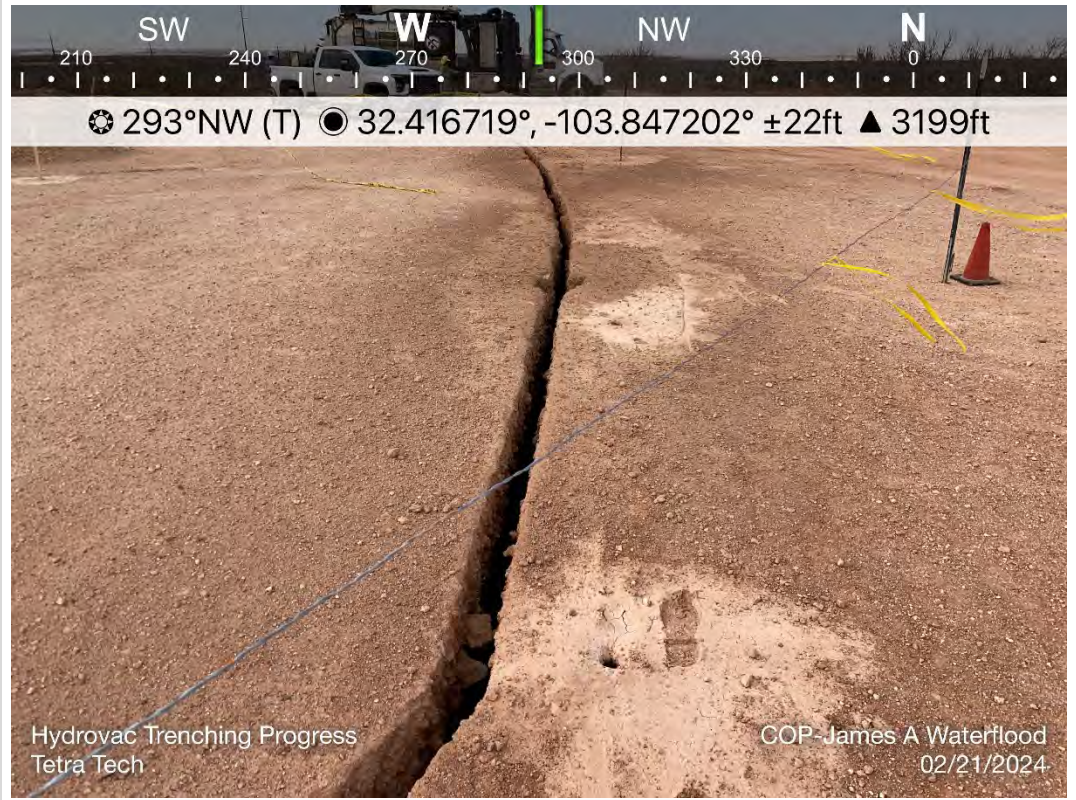 SW W NW N
210 240 270 300 330 0
293°NW (T) 32.416719°, -103.847202° ±22ft ▲ 3199ft
Hydrovac Trenching Progress
Tetra Tech
COP-James A Waterflood
02/21/2024